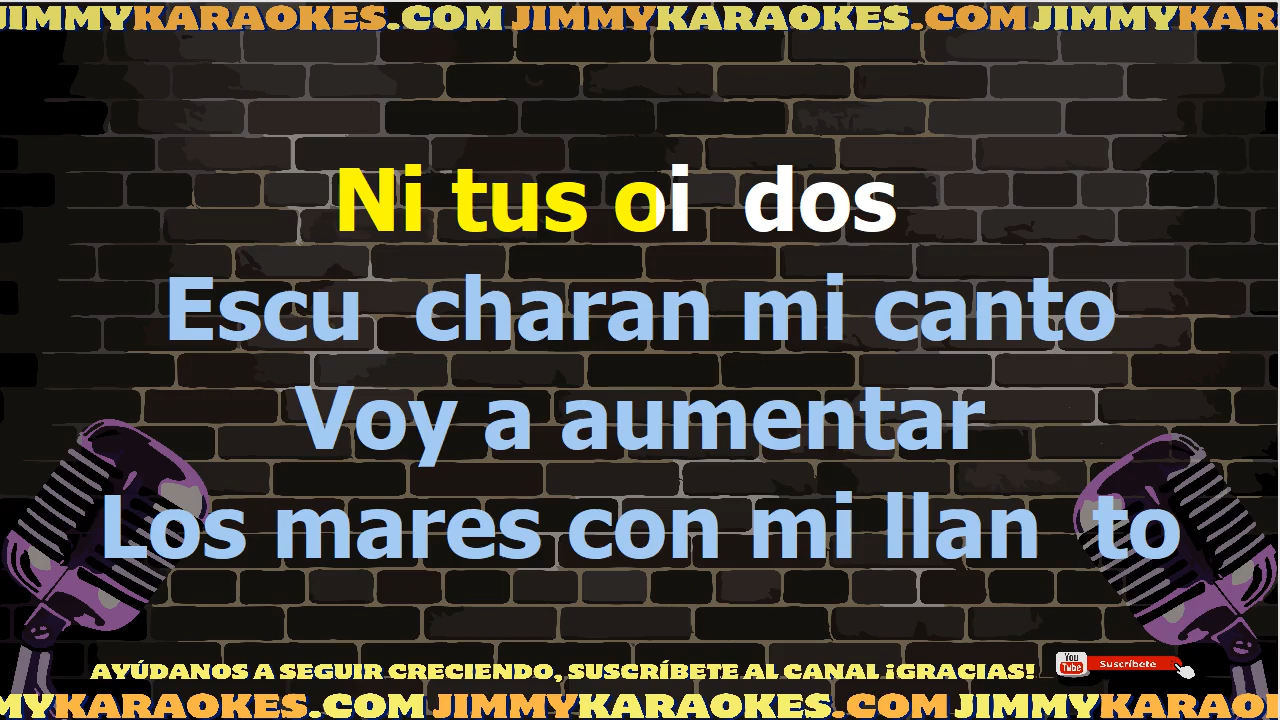 JIMMYKARAOKES.COM JIMMYKARAOKES.COM JIMMYKAR
Ni tus oi dos
Escu charan mi canto
Voy a aumentar
Los mares con mi llan to
AYÚDANOS A SEGUIR CRECIENDO, SUSCRÍBETE AL CANAL ¡GRACIAS!
You Tube Suscríbete
MYKARAOKES.COM JIMMYKARAOKES.COM JIMMYKARAO